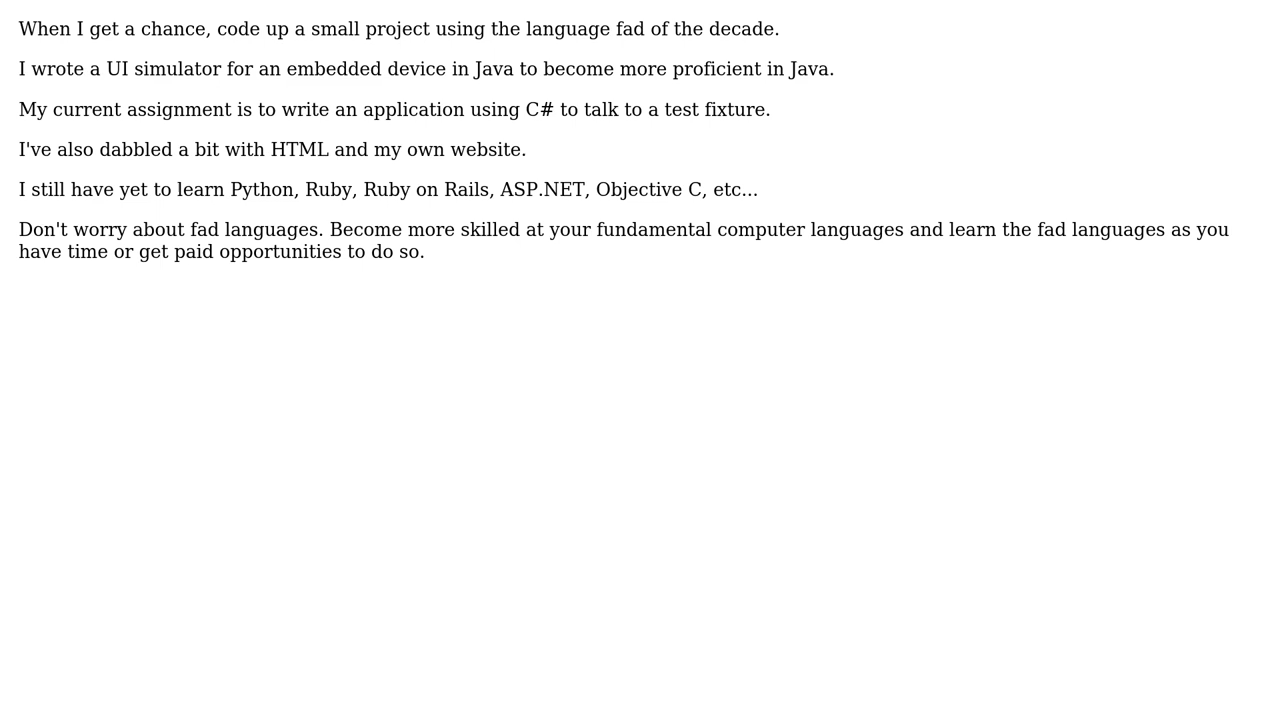 When I get a chance, code up a small project using the language fad of the decade.
I wrote a UI simulator for an embedded device in Java to become more proficient in Java.
My current assignment is to write an application using C# to talk to a test fixture.
I've also dabbled a bit with HTML and my own website.
I still have yet to learn Python, Ruby, Ruby on Rails, ASP.NET, Objective C, etc...
Don't worry about fad languages. Become more skilled at your fundamental computer languages and learn the fad languages as you
have time or get paid opportunities to do so.